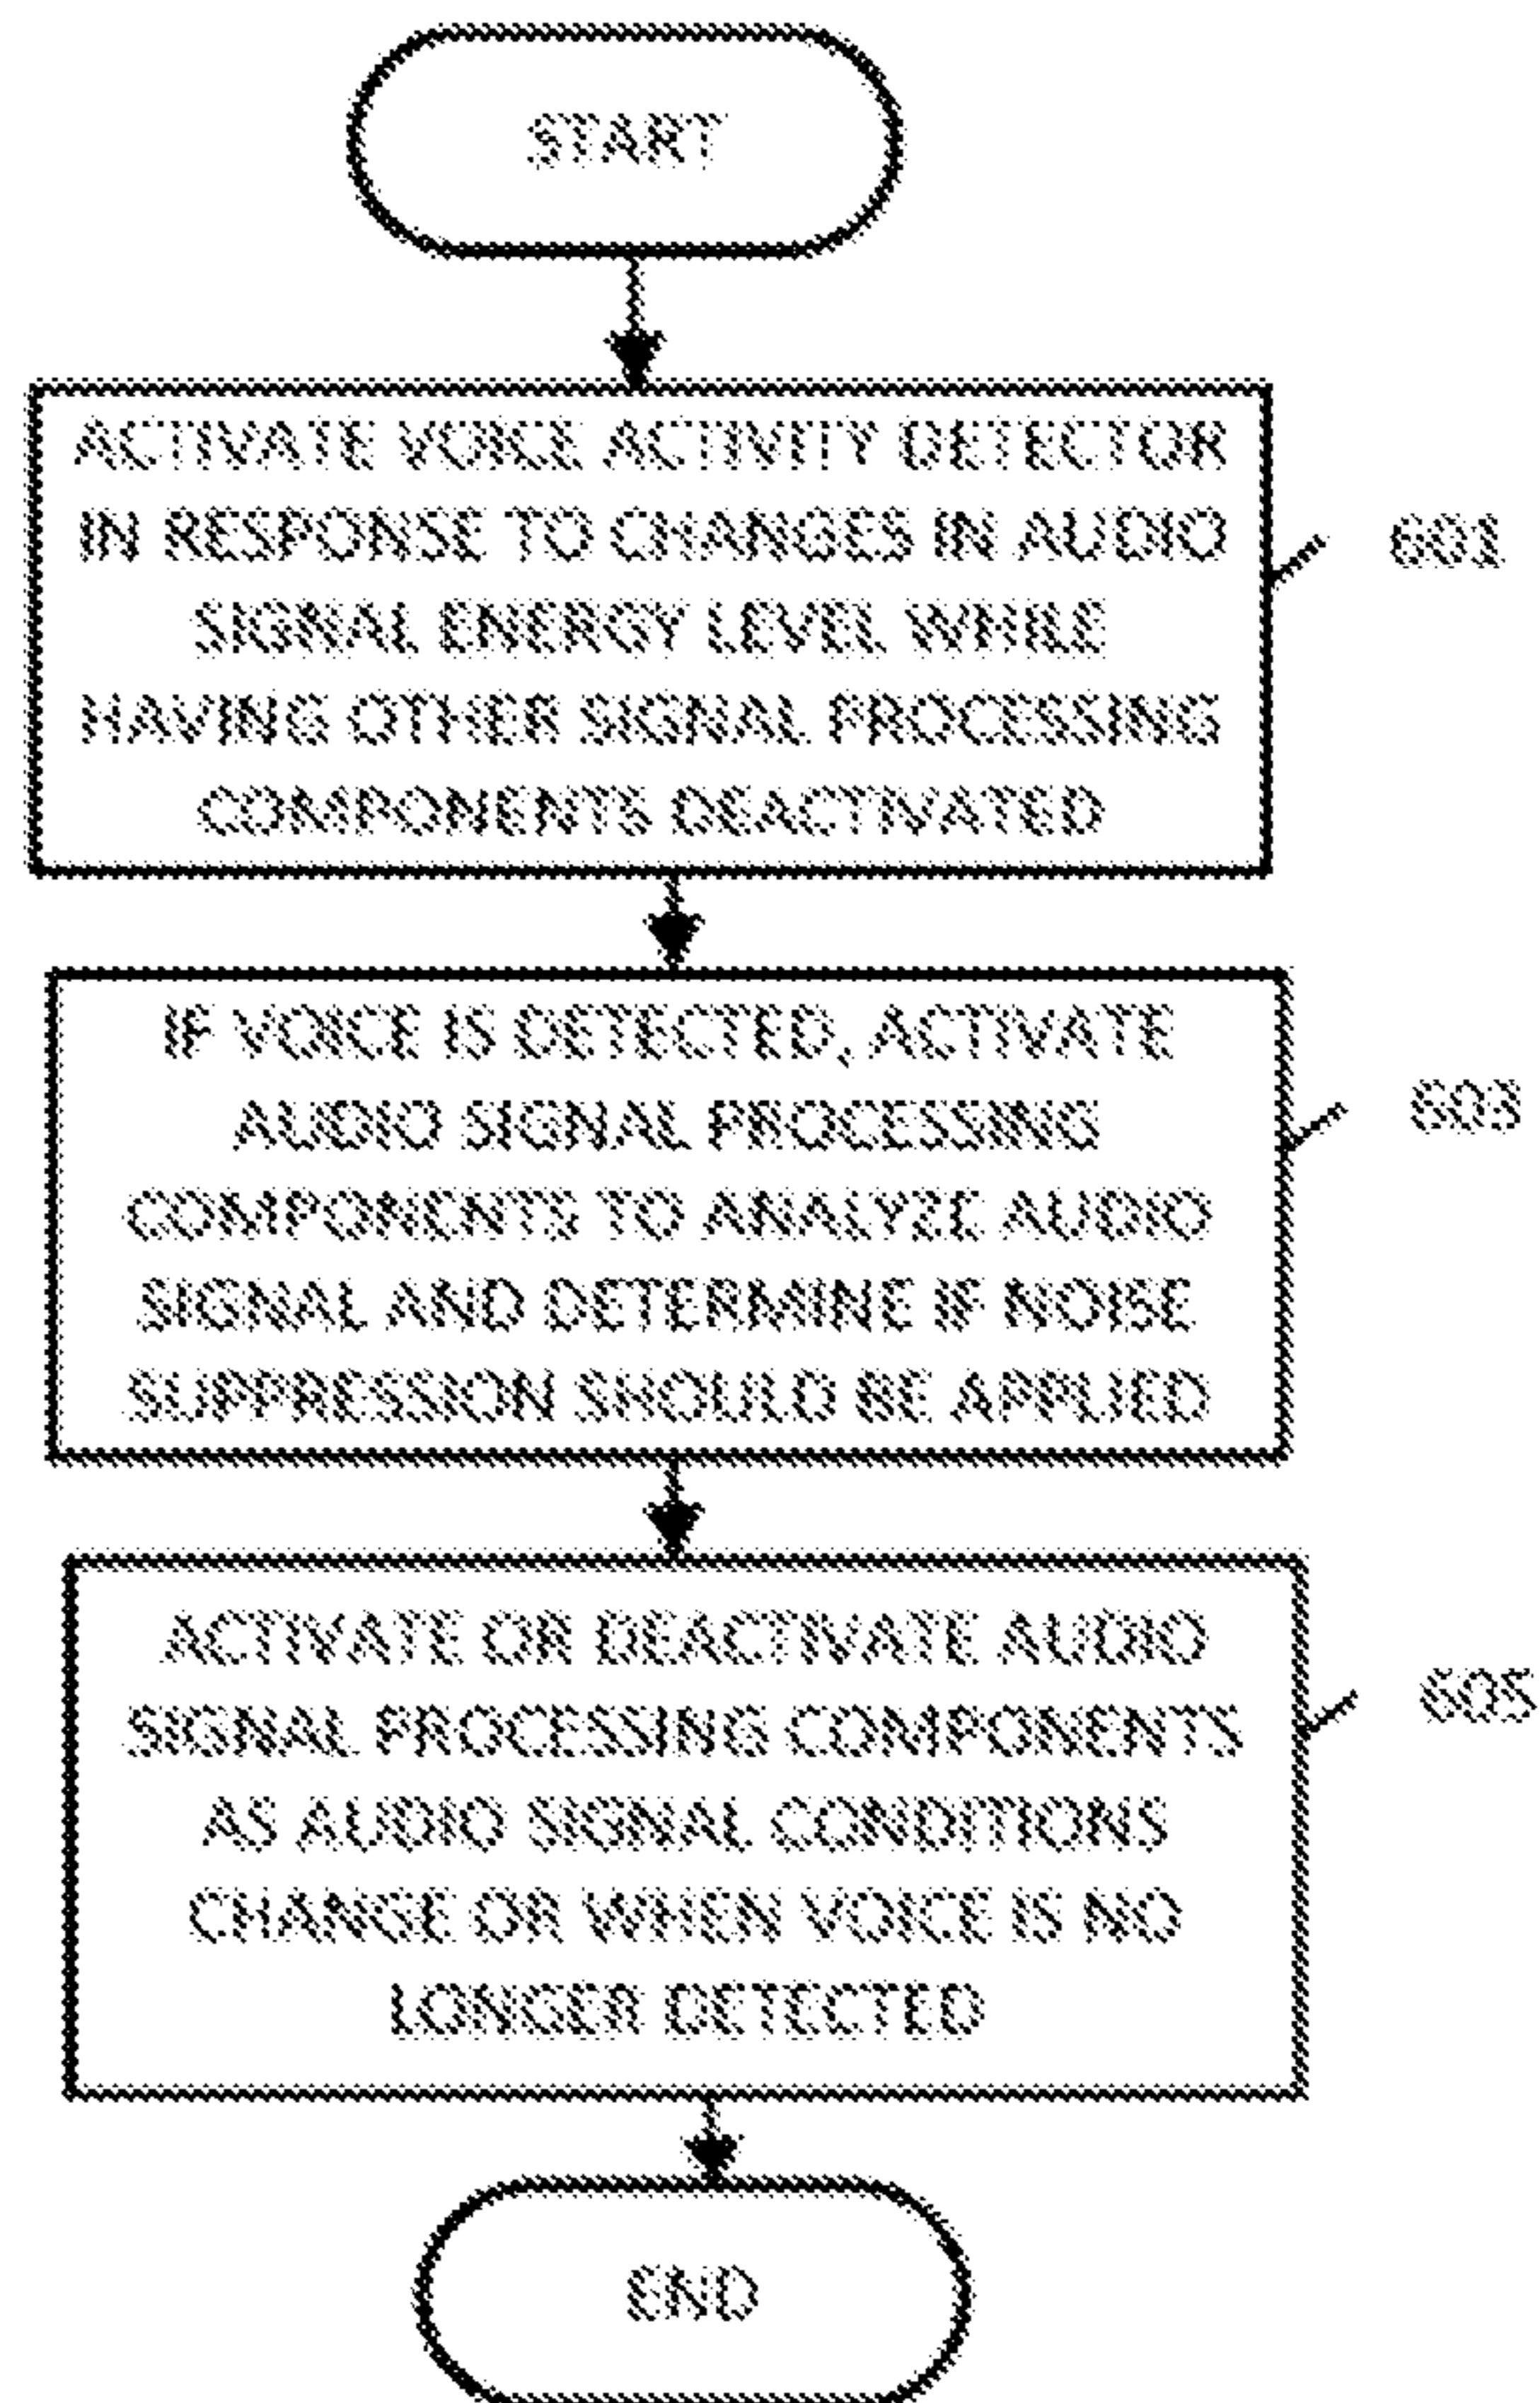 START
ACTIVATE VOICE ACTIVITY DETECTOR
IN RESPONSE TO CHANGES IN AUDIO
SIGNAL ENERGY LEVEL WHILE
HAVING OTHER SIGNAL PROCESSING
COMPONENTS DEACTIVATED
601
IF VOICE IS DETECTED, ACTIVATE
AUDIO SIGNAL PROCESSING
COMPONENTS TO ANALYZE AUDIO
SIGNAL AND DETERMINE IF NOISE
SUPPRESSION SHOULD BE APPLIED
603
ACTIVATE OR DEACTIVATE AUDIO
SIGNAL PROCESSING COMPONENTS
AS AUDIO SIGNAL CONDITIONS
CHANGE OR WHEN VOICE IS NO
LONGER DETECTED
605
END